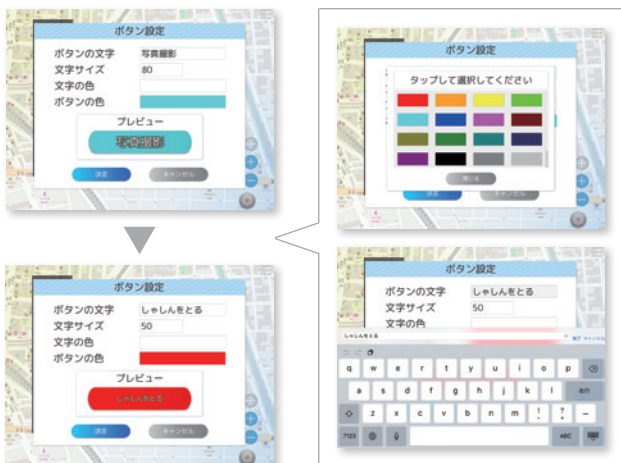 ボタン設定
ボタンの文字 写真撮影
文字サイズ 80
文字の色
ボタンの色
プレビュー
写真撮影
決定 キャンセル
ボタン設定
ボタンの文字 しゃしんをとる
文字サイズ 50
文字の色
ボタンの色
プレビュー
しゃしんをとる
決定 キャンセル
ボタン設定
タップして選択してください
閉じる
決定 キャンセル
ボタン設定
ボタンの文字 しゃしんをとる
文字サイズ 50
文字の色
しゃしんをとる 完了 キャンセル
q w e r t y u i o p
a s d f g h j k l 改行
z x c v b n m ! , ? . -
?123 ABC